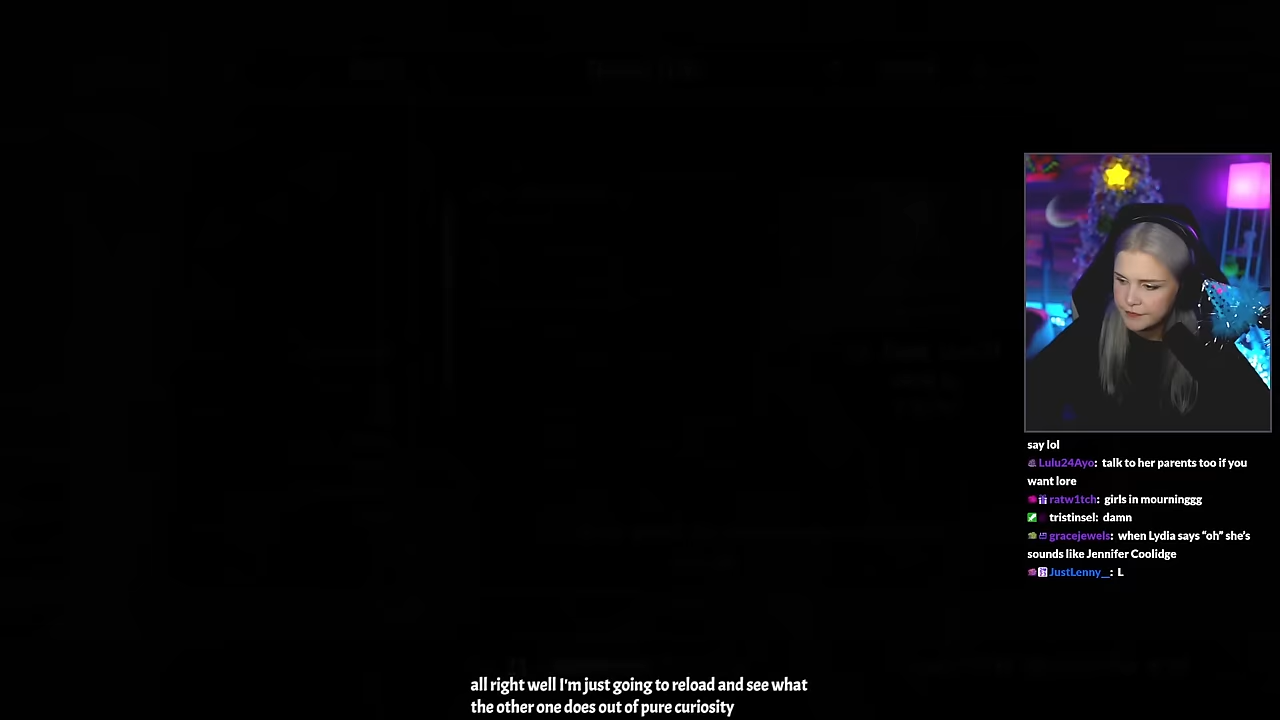 say lol
Lulu24Ayo: talk to her parents too if you
want lore
ratw1tch: girls in mourninggg
tristinsel: damn
gracejewels: when Lydia says “oh” she’s
sounds like Jennifer Coolidge
JustLenny__: L
all right well I'm just going to reload and see what
the other one does out of pure curiosity